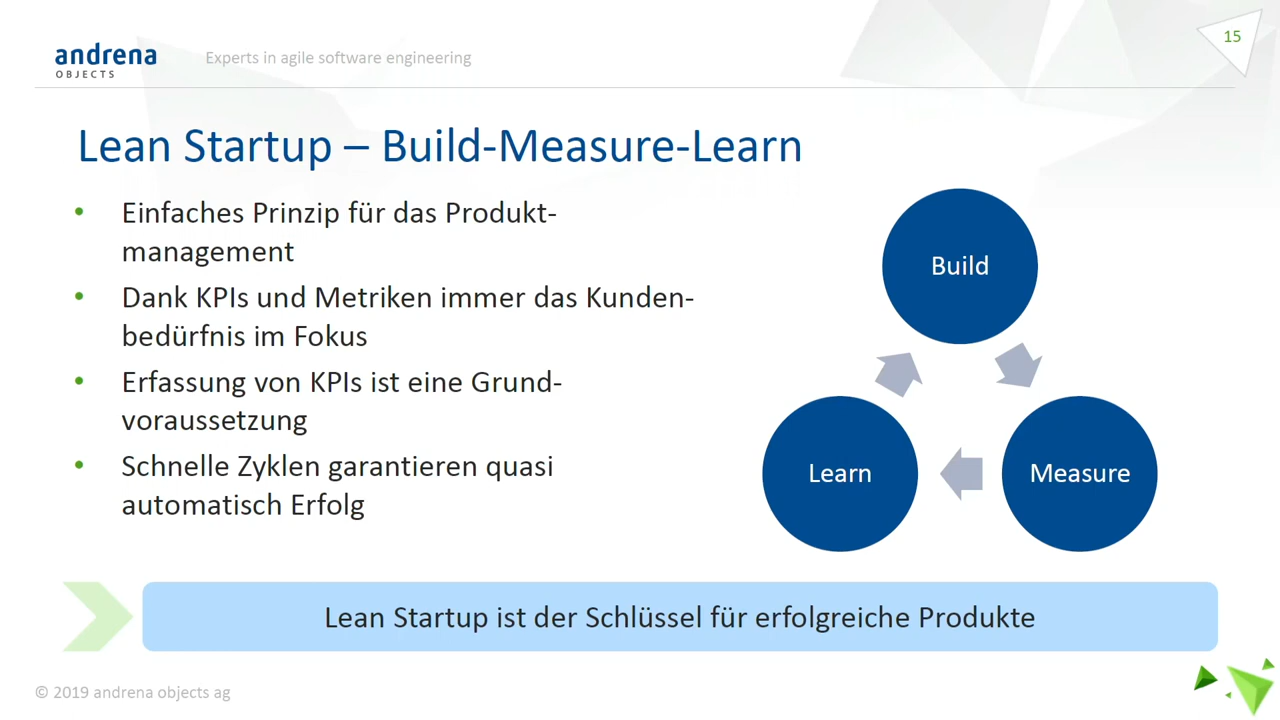 andrena
OBJECTS
Experts in agile software engineering
15
Lean Startup – Build-Measure-Learn
• Einfaches Prinzip für das Produkt-
management
• Dank KPIs und Metriken immer das Kunden-
bedürfnis im Fokus
• Erfassung von KPIs ist eine Grund-
voraussetzung
• Schnelle Zyklen garantieren quasi
automatisch Erfolg
Build
Learn
Measure
Lean Startup ist der Schlüssel für erfolgreiche Produkte
© 2019 andrena objects ag